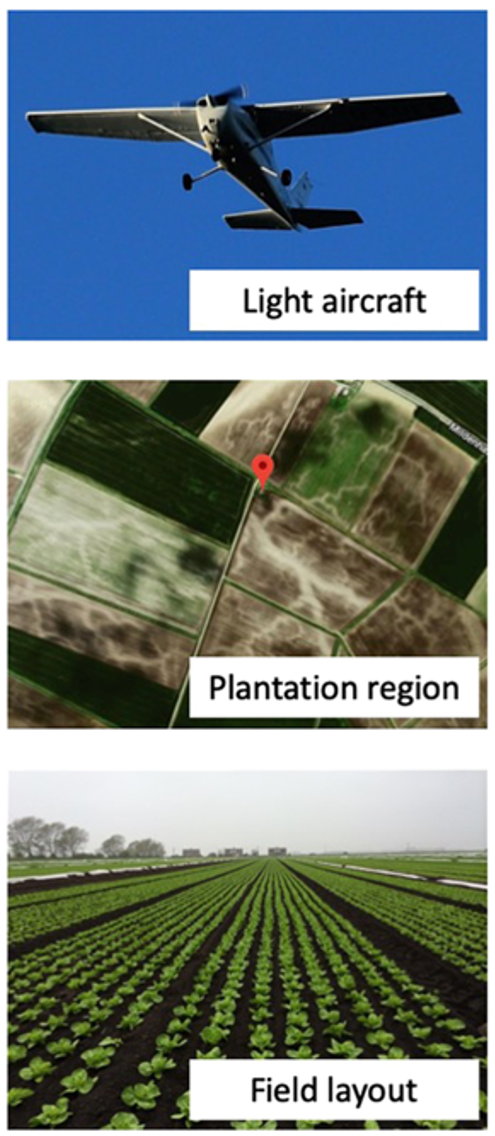 Light aircraft
Plantation region
Field layout